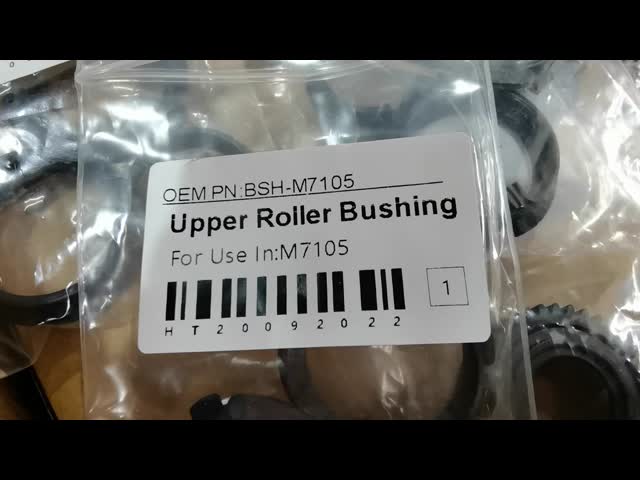 OEM PN:BSH-M7105
Upper Roller Bushing
For Use In:M7105
1
HT20092022